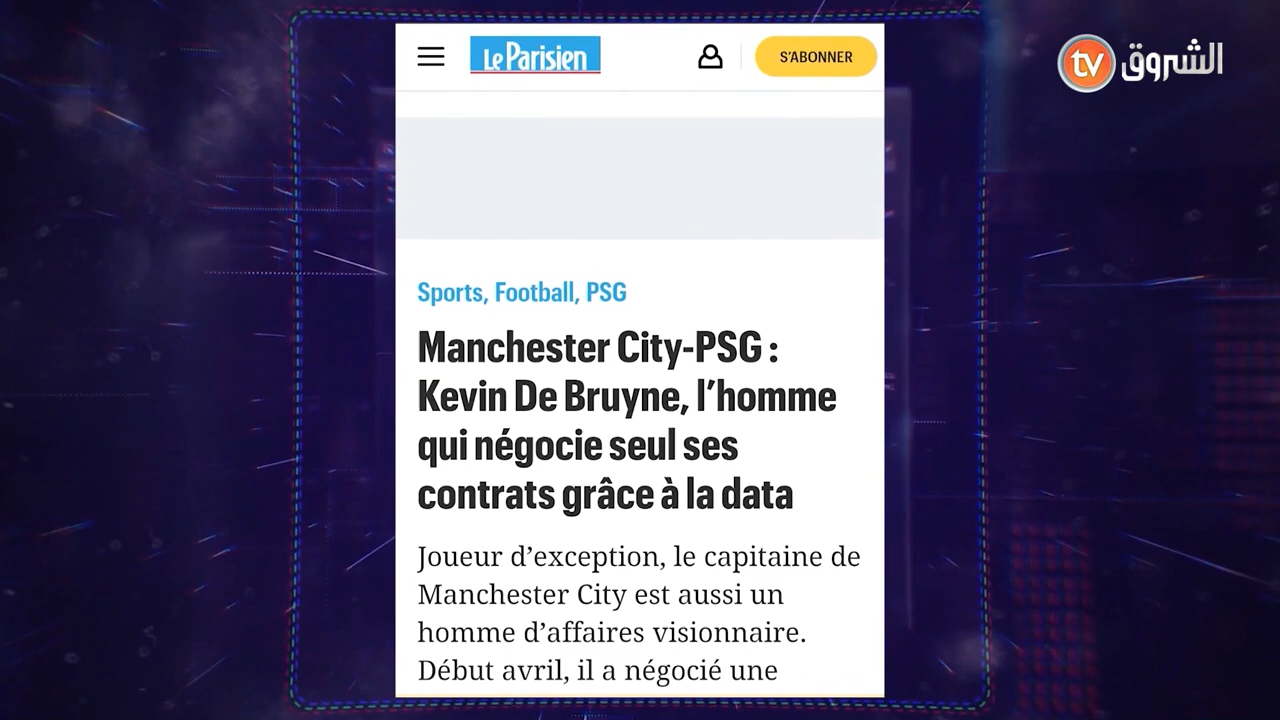 Le Parisien
S'ABONNER
tv الشروق
Sports, Football, PSG
Manchester City-PSG :
Kevin De Bruyne, l’homme
qui négocie seul ses
contrats grâce à la data
Joueur d’exception, le capitaine de
Manchester City est aussi un
homme d’affaires visionnaire.
Début avril, il a négocié une